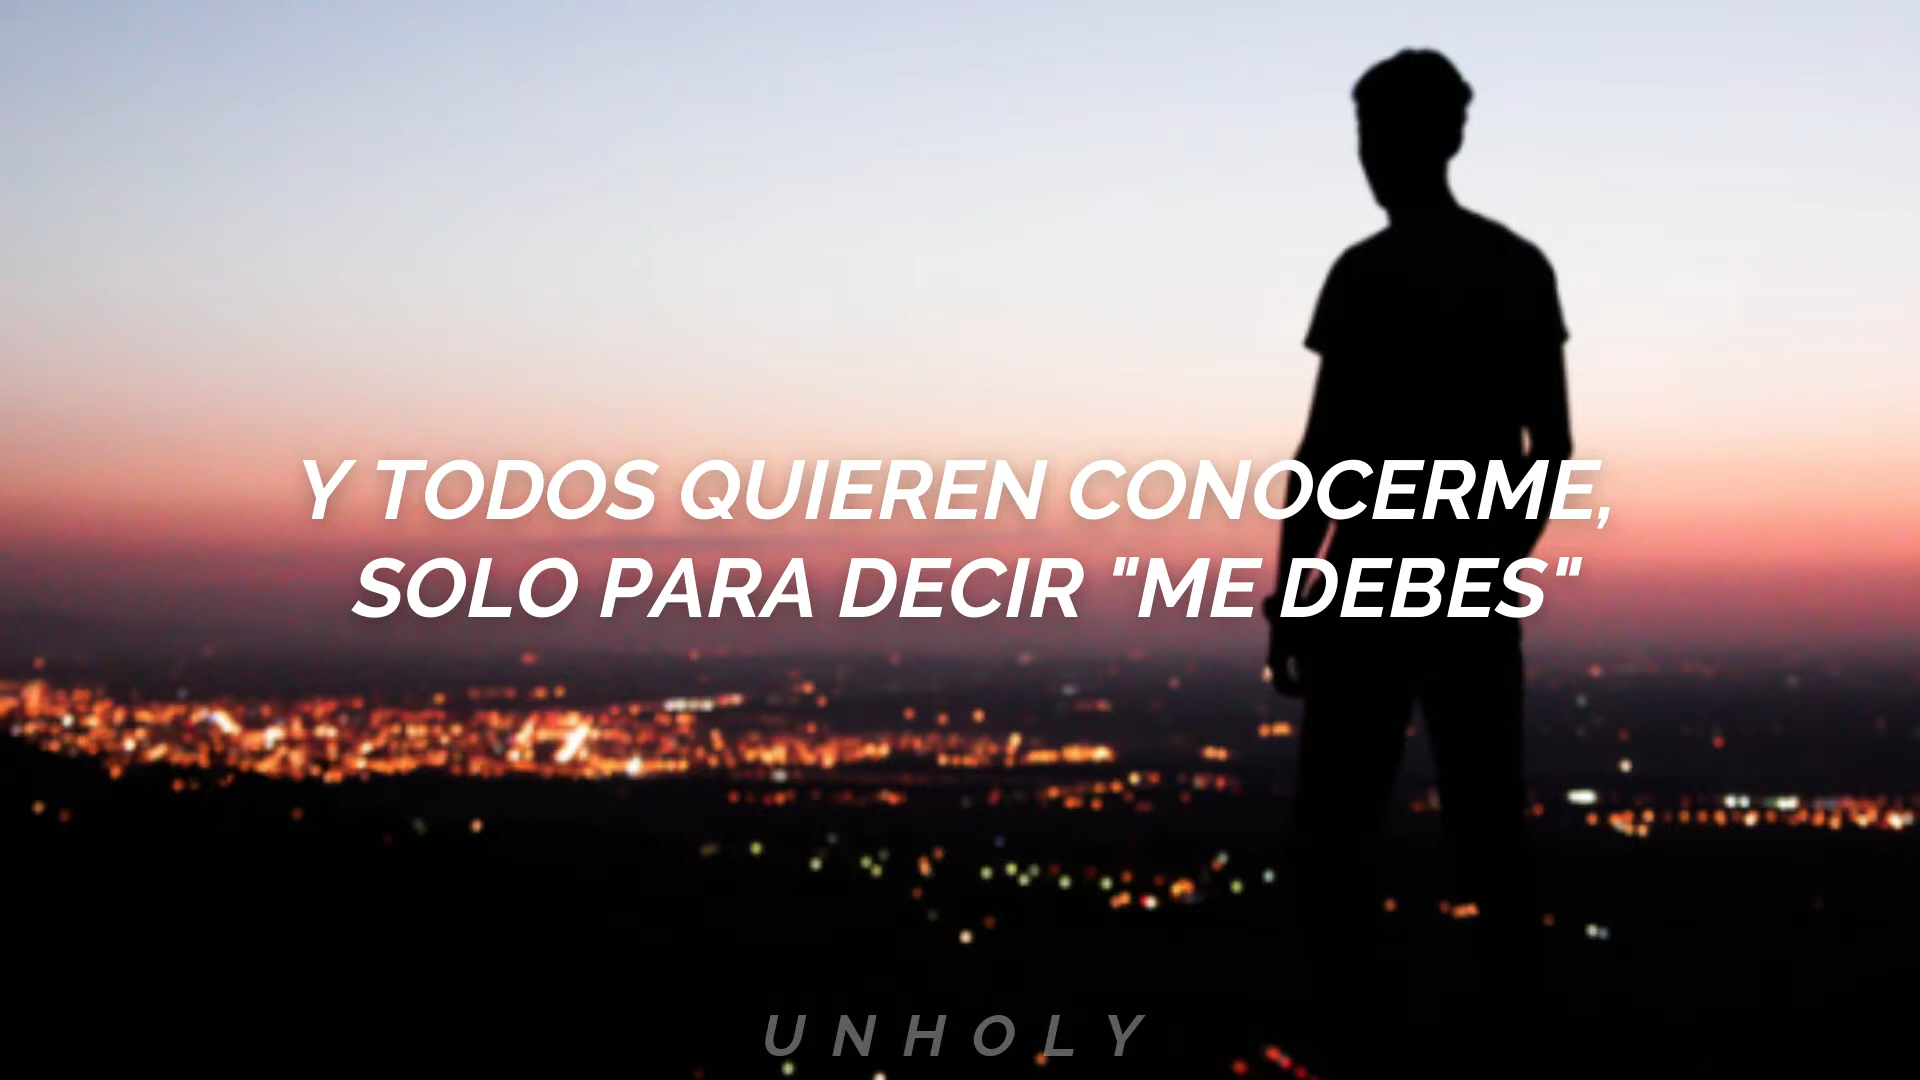 Y TODOS QUIEREN CONOCERME,
SOLO PARA DECIR "ME DEBES"
UNHOLY